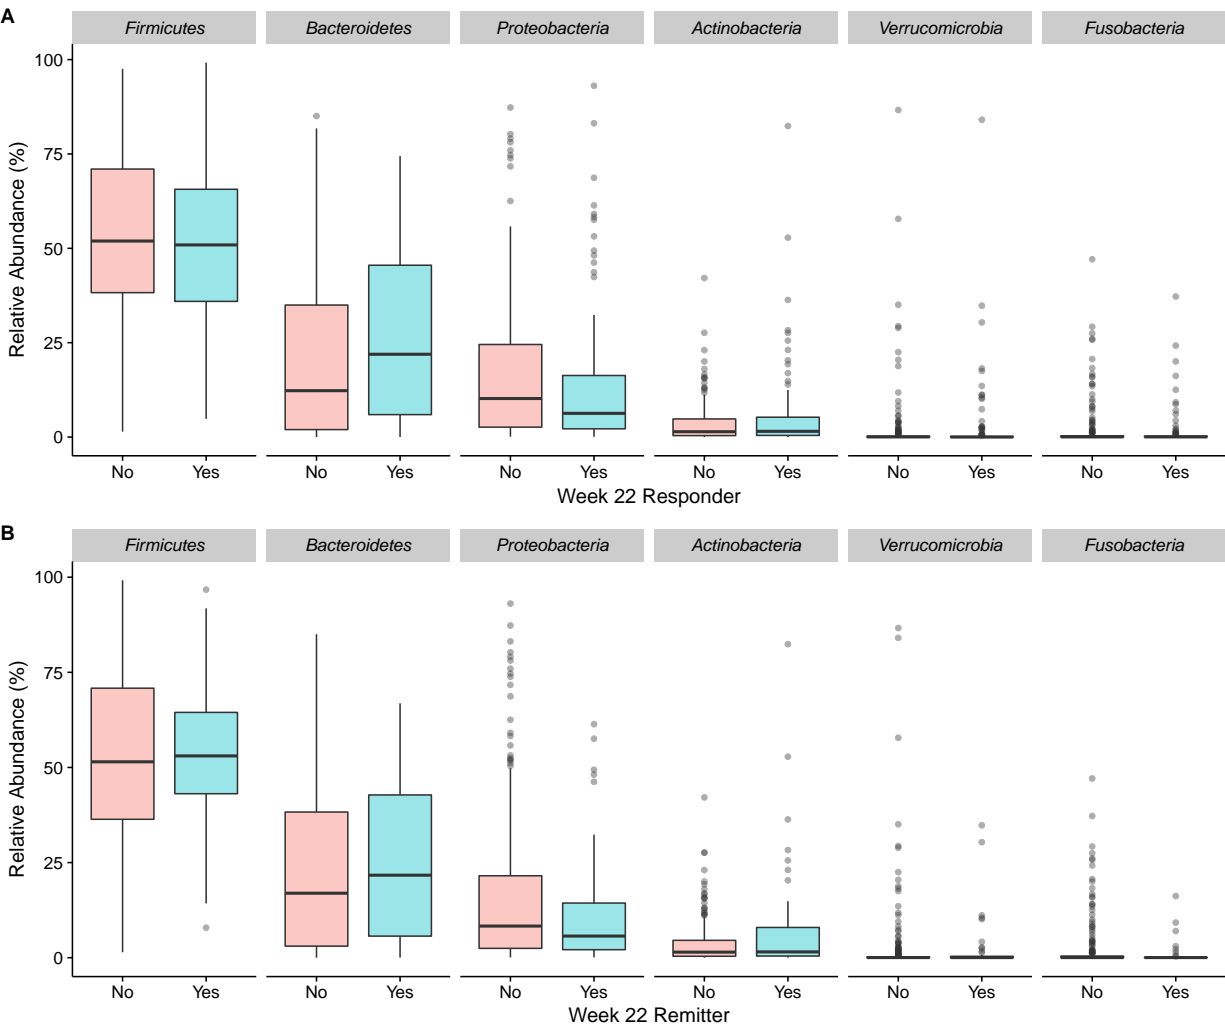 A
Firmicutes Bacteroidetes Proteobacteria Actinobacteria Verrucomicrobia Fusobacteria
Relative Abundance (%)
100
75
50
25
0
No Yes No Yes No Yes No Yes No Yes No Yes
Week 22 Responder
B
Firmicutes Bacteroidetes Proteobacteria Actinobacteria Verrucomicrobia Fusobacteria
Relative Abundance (%)
100
75
50
25
0
No Yes No Yes No Yes No Yes No Yes No Yes
Week 22 Remitter